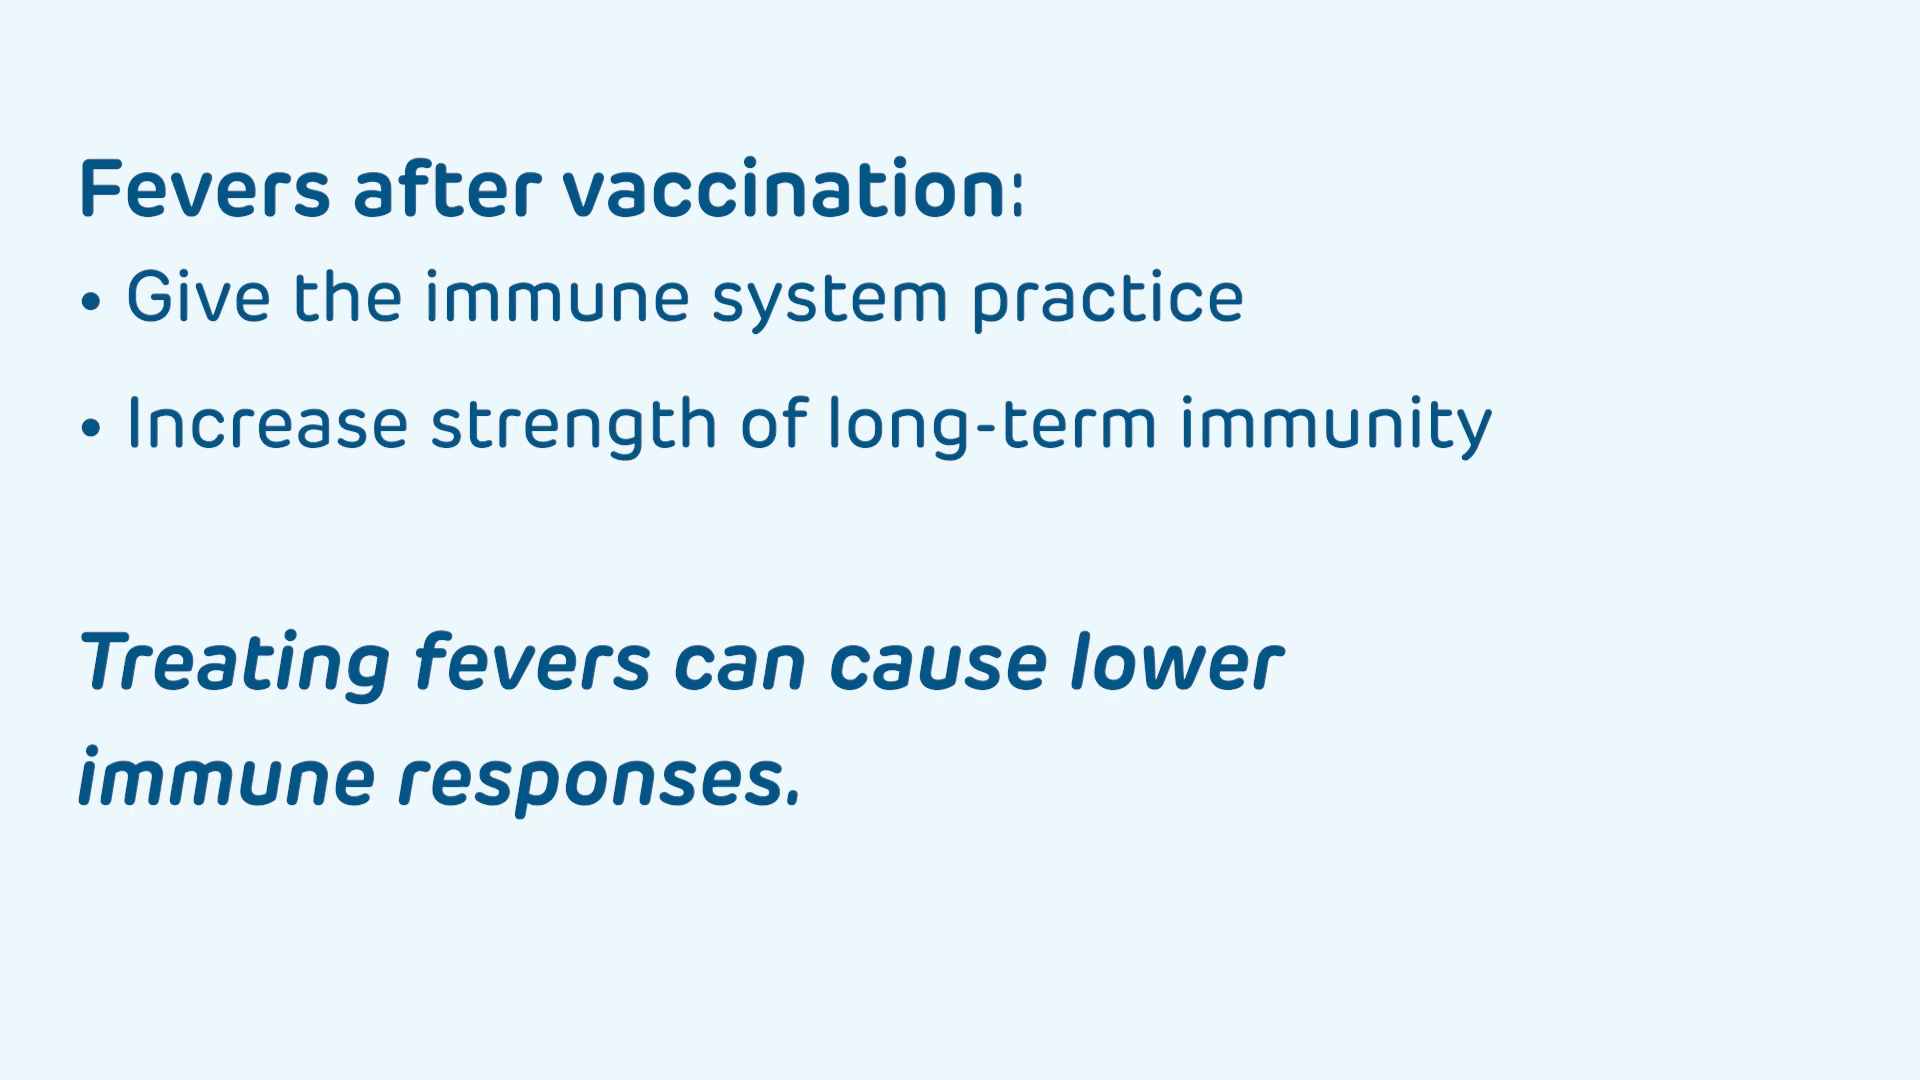 Fevers after vaccination:
• Give the immune system practice
• Increase strength of long-term immunity
Treating fevers can cause lower
immune responses.